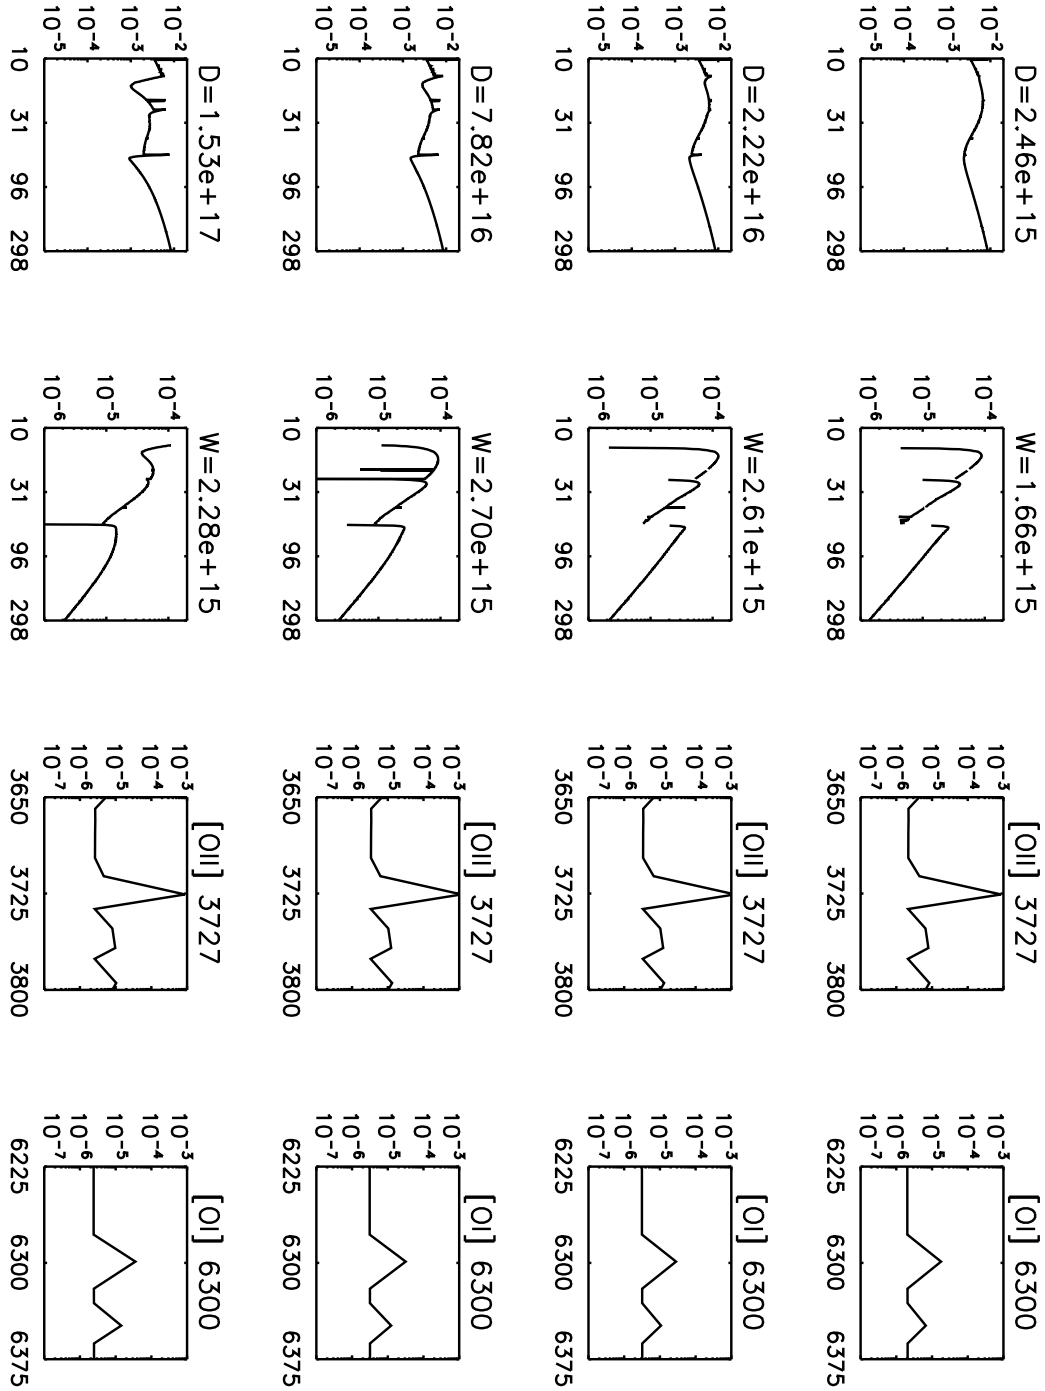 D=2.46e+15
10⁻²
10⁻³
10⁻⁴
10⁻⁵
10 31 96 298
W=1.66e+15
10⁻⁴
10⁻⁵
10⁻⁶
10 31 96 298
[OII] 3727
10⁻³
10⁻⁴
10⁻⁵
10⁻⁶
10⁻⁷
3650 3725 3800
[OI] 6300
10⁻³
10⁻⁴
10⁻⁵
10⁻⁶
10⁻⁷
6225 6300 6375
D=2.22e+16
10⁻²
10⁻³
10⁻⁴
10⁻⁵
10 31 96 298
W=2.61e+15
10⁻⁴
10⁻⁵
10⁻⁶
10 31 96 298
[OII] 3727
10⁻³
10⁻⁴
10⁻⁵
10⁻⁶
10⁻⁷
3650 3725 3800
[OI] 6300
10⁻³
10⁻⁴
10⁻⁵
10⁻⁶
10⁻⁷
6225 6300 6375
D=7.82e+16
10⁻²
10⁻³
10⁻⁴
10⁻⁵
10 31 96 298
W=2.70e+15
10⁻⁴
10⁻⁵
10⁻⁶
10 31 96 298
[OII] 3727
10⁻³
10⁻⁴
10⁻⁵
10⁻⁶
10⁻⁷
3650 3725 3800
[OI] 6300
10⁻³
10⁻⁴
10⁻⁵
10⁻⁶
10⁻⁷
6225 6300 6375
D=1.53e+17
10⁻²
10⁻³
10⁻⁴
10⁻⁵
10 31 96 298
W=2.28e+15
10⁻⁴
10⁻⁵
10⁻⁶
10 31 96 298
[OII] 3727
10⁻³
10⁻⁴
10⁻⁵
10⁻⁶
10⁻⁷
3650 3725 3800
[OI] 6300
10⁻³
10⁻⁴
10⁻⁵
10⁻⁶
10⁻⁷
6225 6300 6375